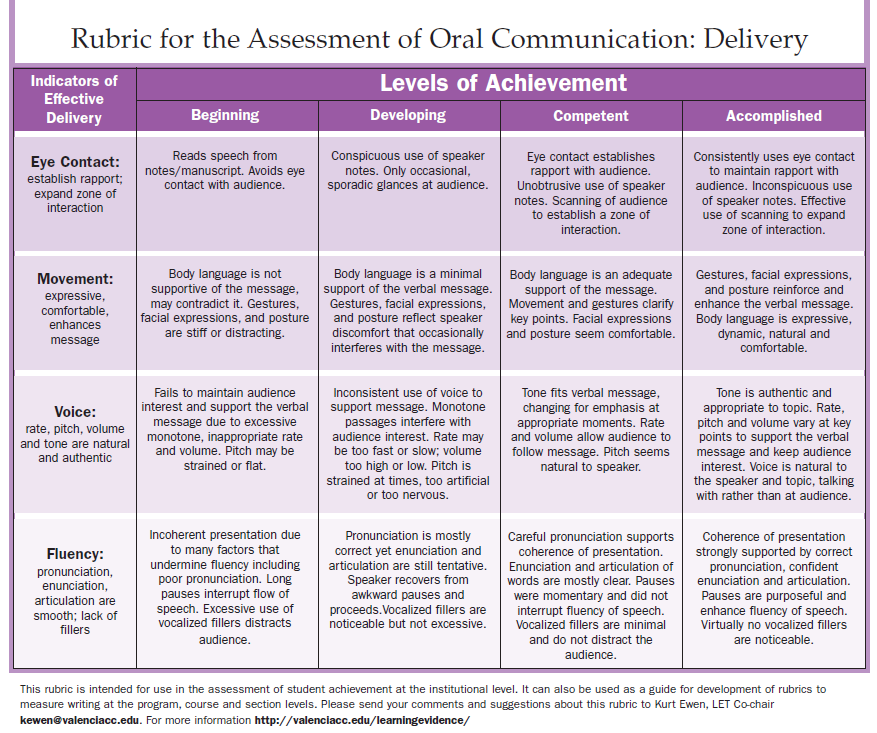 Rubric for the Assessment of Oral Communication: Delivery
Indicators of
Effective
Delivery
Levels of Achievement
Beginning
Developing
Competent
Accomplished
Eye Contact:
establish rapport;
expand zone of
interaction
Reads speech from
notes/manuscript. Avoids eye
contact with audience.
Conspicuous use of speaker
notes. Only occasional,
sporadic glances at audience.
Eye contact establishes
rapport with audience.
Unobtrusive use of speaker
notes. Scanning of audience
to establish a zone of
interaction.
Consistently uses eye contact
to maintain rapport with
audience. Inconspicuous use
of speaker notes. Effective
use of scanning to expand
zone of interaction.
Movement:
expressive,
comfortable,
enhances
message
Body language is not
supportive of the message,
may contradict it. Gestures,
facial expressions, and posture
are stiff or distracting.
Body language is a minimal
support of the verbal message.
Gestures, facial expressions,
and posture reflect speaker
discomfort that occasionally
interferes with the message.
Body language is an adequate
support of the message.
Movement and gestures clarify
key points. Facial expressions
and posture seem comfortable.
Gestures, facial expressions,
and posture reinforce and
enhance the verbal message.
Body language is expressive,
dynamic, natural and
comfortable.
Voice:
rate, pitch, volume
and tone are natural
and authentic
Fails to maintain audience
interest and support the verbal
message due to excessive
monotone, inappropriate rate
and volume. Pitch may be
strained or flat.
Inconsistent use of voice to
support message. Monotone
passages interfere with
audience interest. Rate may
be too fast or slow; volume
too high or low. Pitch is
strained at times, too artificial
or too nervous.
Tone fits verbal message,
changing for emphasis at
appropriate moments. Rate
and volume allow audience to
follow message. Pitch seems
natural to speaker.
Tone is authentic and
appropriate to topic. Rate,
pitch and volume vary at key
points to support the verbal
message and keep audience
interest. Voice is natural to
the speaker and topic, talking
with rather than at audience.
Fluency:
pronunciation,
enunciation,
articulation are
smooth; lack of
fillers
Incoherent presentation due
to many factors that
undermine fluency including
poor pronunciation. Long
pauses interrupt flow of
speech. Excessive use of
vocalized fillers distracts
audience.
Pronunciation is mostly
correct yet enunciation and
articulation are still tentative.
Speaker recovers from
awkward pauses and
proceeds.Vocalized fillers are
noticeable but not excessive.
Careful pronunciation supports
coherence of presentation.
Enunciation and articulation of
words are mostly clear. Pauses
were momentary and did not
interrupt fluency of speech.
Vocalized fillers are minimal
and do not distract the
audience.
Coherence of presentation
strongly supported by correct
pronunciation, confident
enunciation and articulation.
Pauses are purposeful and
enhance fluency of speech.
Virtually no vocalized fillers
are noticeable.
This rubric is intended for use in the assessment of student achievement at the institutional level. It can also be used as a guide for development of rubrics to
measure writing at the program, course and section levels. Please send your comments and suggestions about this rubric to Kurt Ewen, LET Co-chair
kewen@valenciacc.edu. For more information http://valenciacc.edu/learningevidence/